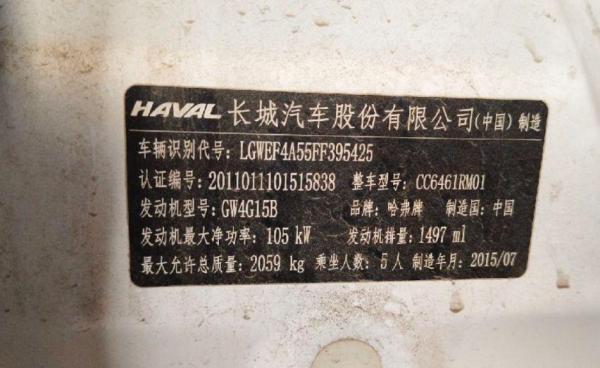 HAVAL 长城汽车股份有限公司(中国)制造
车辆识别代号: LGWEF4A55FF395425
认证编号: 2011011101515838 整车型号: CC6461RM01
发动机型号: GW4G15B 品牌: 哈弗牌 制造国: 中国
发动机最大净功率: 105 kW 发动机排量: 1497 ml
最大允许总质量: 2059 kg 乘坐人数: 5人 制造年月: 2015/07